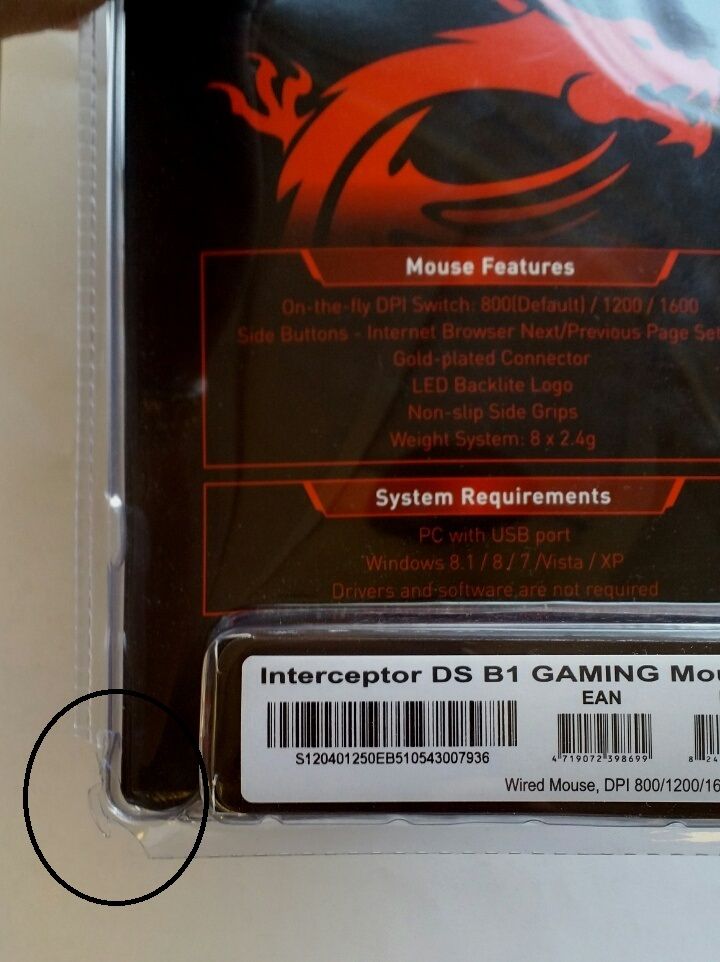 Mouse Features
On-the-fly DPI Switch: 800(Default) / 1200 / 1600
Side Buttons - Internet Browser Next/Previous Page Set
Gold-plated Connector
LED Backlite Logo
Non-slip Side Grips
Weight System: 8 x 2.4g
System Requirements
PC with USB port
Windows 8.1 / 8 / 7 /Vista / XP
Drivers and software are not required
Interceptor DS B1 GAMING Mou
EAN
S120401250EB510543007936
4 719072 398699
8 24
Wired Mouse, DPI 800/1200/16